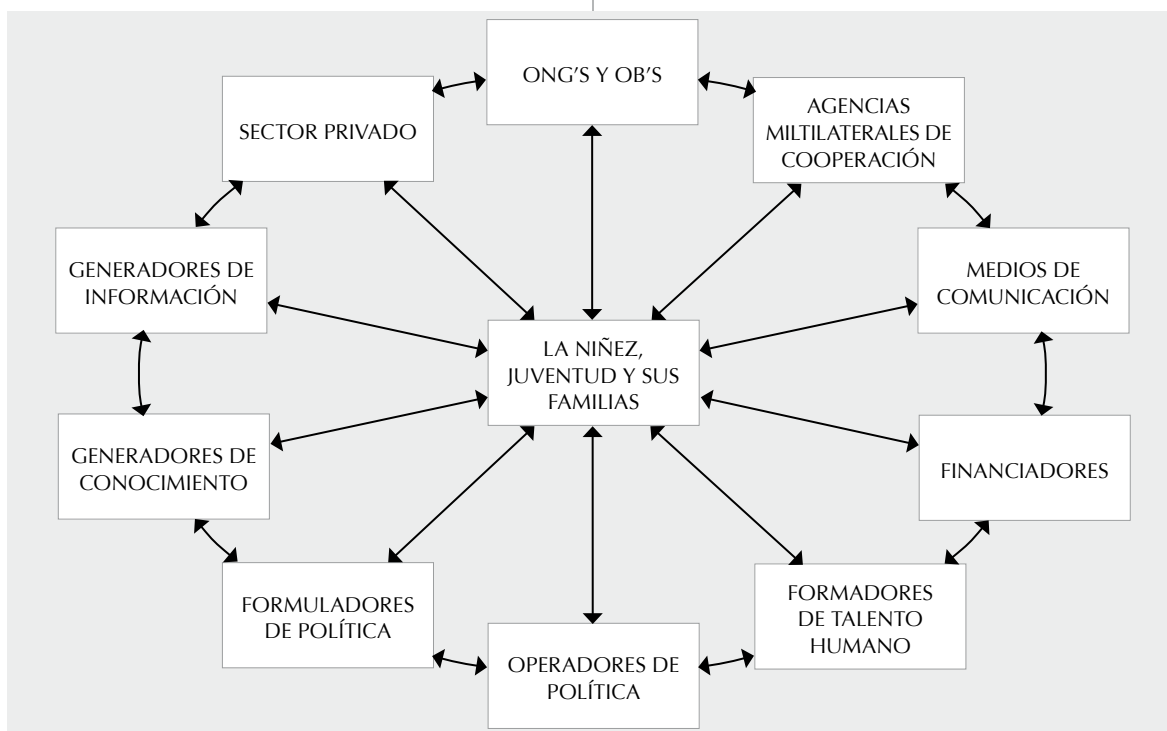 ONG'S Y OB'S
SECTOR PRIVADO
AGENCIAS
MILTILATERALES DE
COOPERACIÓN
GENERADORES DE
INFORMACIÓN
MEDIOS DE
COMUNICACIÓN
LA NIÑEZ,
JUVENTUD Y SUS
FAMILIAS
GENERADORES DE
CONOCIMIENTO
FINANCIADORES
FORMULADORES
DE POLÍTICA
FORMADORES
DE TALENTO
HUMANO
OPERADORES DE
POLÍTICA